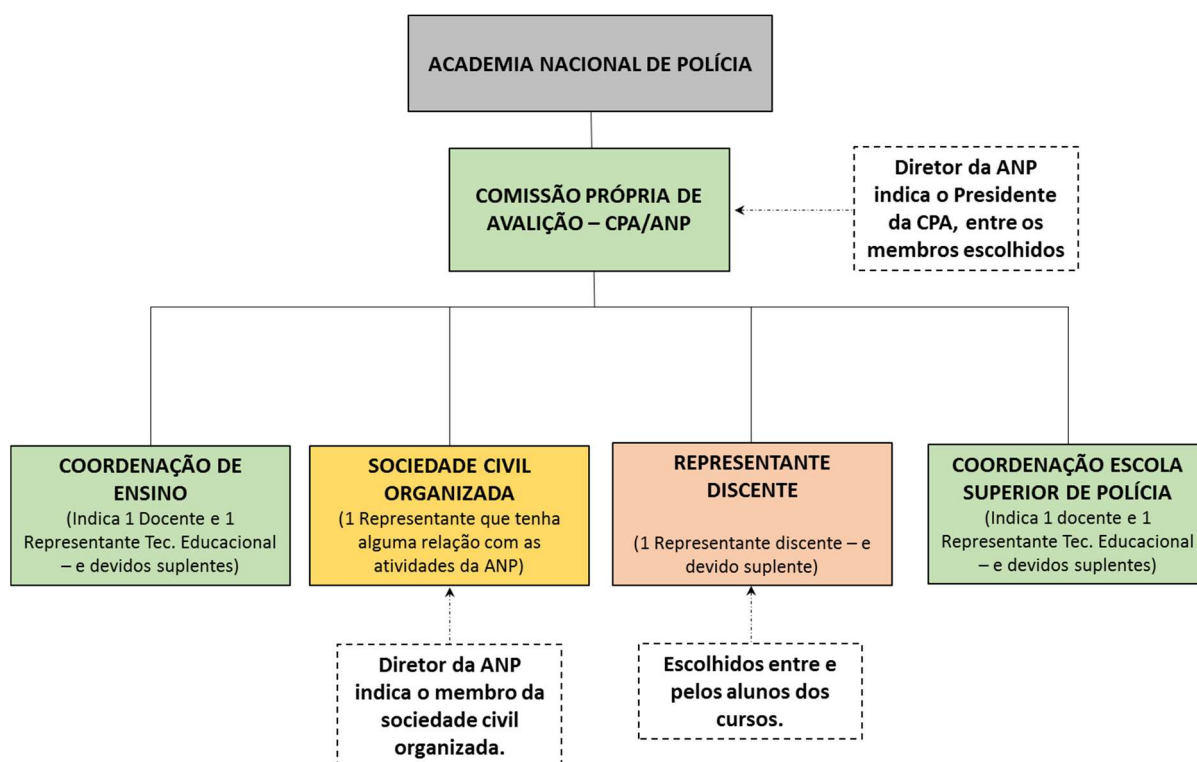 ACADEMIA NACIONAL DE POLÍCIA
COMISSÃO PRÓPRIA DE
AVALIÇÃO – CPA/ANP
Diretor da ANP
indica o Presidente
da CPA, entre os
membros escolhidos
COORDENAÇÃO DE
ENSINO
(Indica 1 Docente e 1
Representante Tec. Educacional
– e devidos suplentes)
SOCIEDADE CIVIL
ORGANIZADA
(1 Representante que tenha
alguma relação com as
atividades da ANP)
REPRESENTANTE
DISCENTE
(1 Representante discente – e
devido suplente)
COORDENAÇÃO ESCOLA
SUPERIOR DE POLÍCIA
(Indica 1 docente e 1
Representante Tec. Educacional
– e devidos suplentes)
Diretor da ANP
indica o membro da
sociedade civil
organizada.
Escolhidos entre e
pelos alunos dos
cursos.